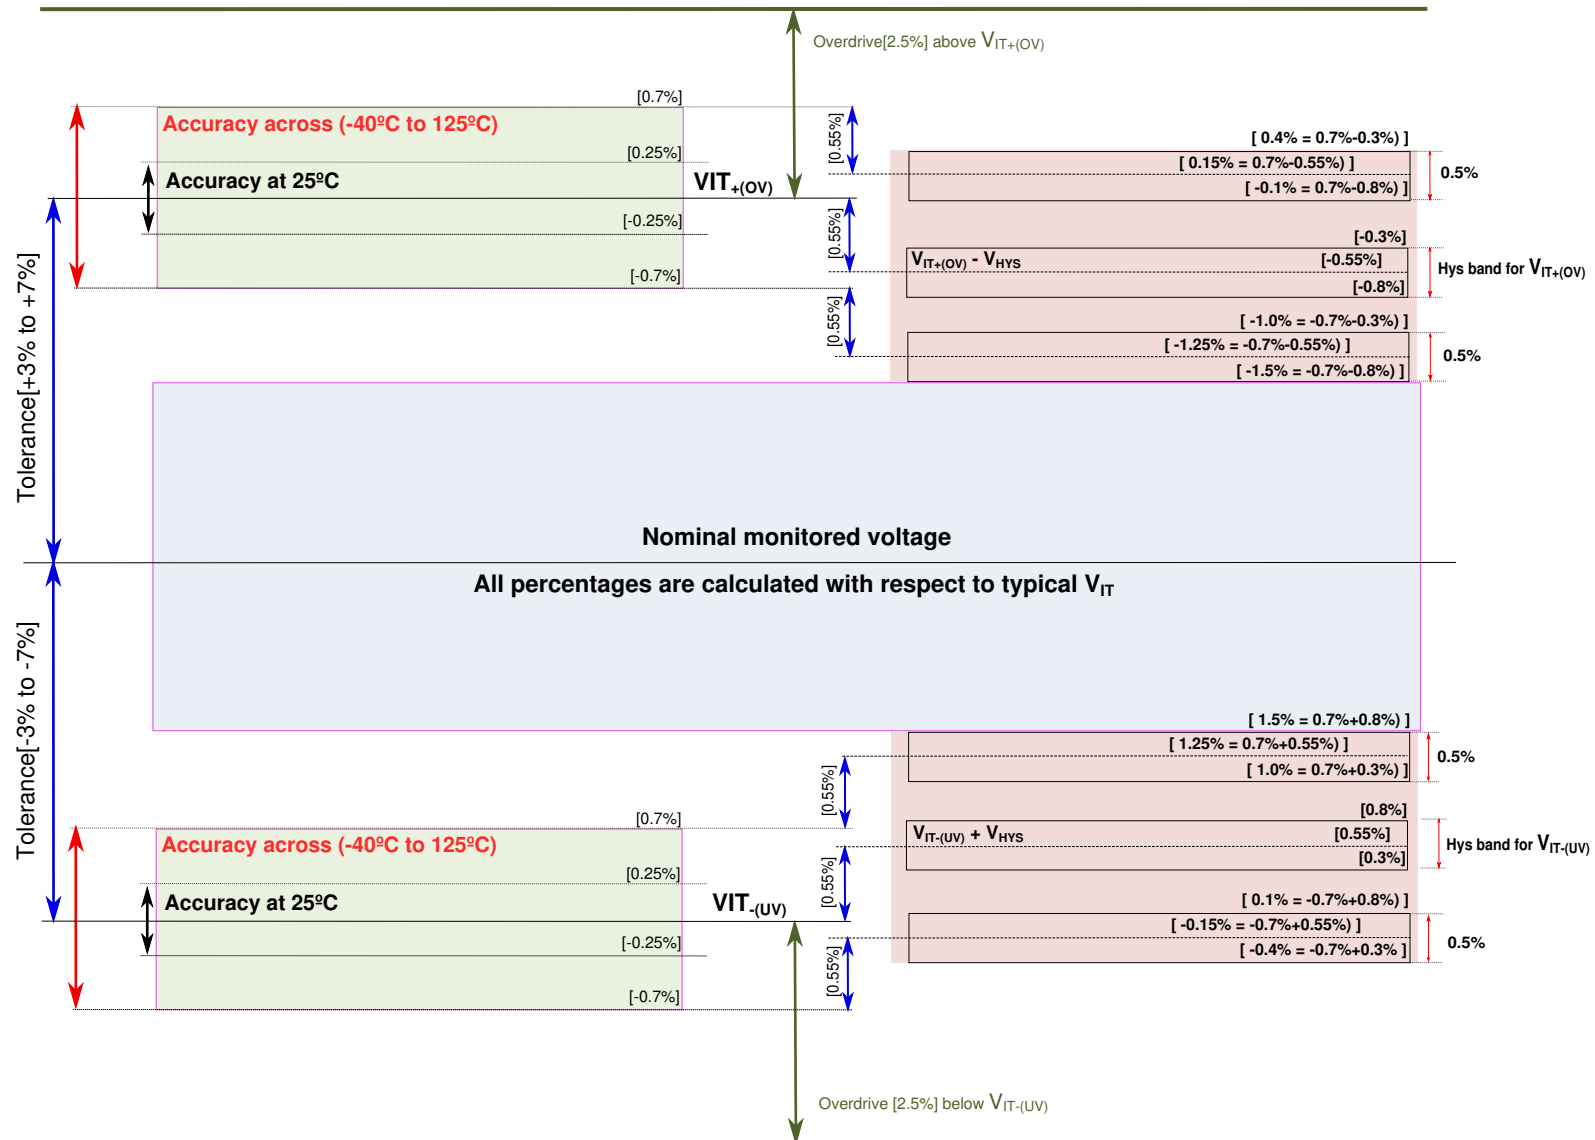 Overdrive[2.5%] above VIT+(OV)
[0.7%]
Accuracy across (-40ºC to 125ºC)
[0.25%]
Accuracy at 25ºC
VIT+(OV)
[-0.25%]
[-0.7%]
Tolerance[+3% to +7%]
[0.55%]
[0.55%]
[0.55%]
[ 0.4% = 0.7%-0.3%) ]
[ 0.15% = 0.7%-0.55%) ]
[ -0.1% = 0.7%-0.8%) ]
0.5%
[-0.3%]
VIT+(OV) - VHYS
[-0.55%]
[-0.8%]
Hys band for VIT+(OV)
[ -1.0% = -0.7%-0.3%) ]
[ -1.25% = -0.7%-0.55%) ]
[ -1.5% = -0.7%-0.8%) ]
0.5%
Nominal monitored voltage
All percentages are calculated with respect to typical VIT
Tolerance[-3% to -7%]
[ 1.5% = 0.7%+0.8%) ]
[ 1.25% = 0.7%+0.55%) ]
[ 1.0% = 0.7%+0.3%) ]
0.5%
[0.55%]
[0.55%]
[0.55%]
[0.7%]
Accuracy across (-40ºC to 125ºC)
[0.25%]
Accuracy at 25ºC
VIT-(UV)
[-0.25%]
[-0.7%]
[0.8%]
VIT-(UV) + VHYS
[0.55%]
[0.3%]
Hys band for VIT-(UV)
[ 0.1% = -0.7%+0.8%) ]
[ -0.15% = -0.7%+0.55%) ]
[ -0.4% = -0.7%+0.3% ]
0.5%
Overdrive [2.5%] below VIT-(UV)